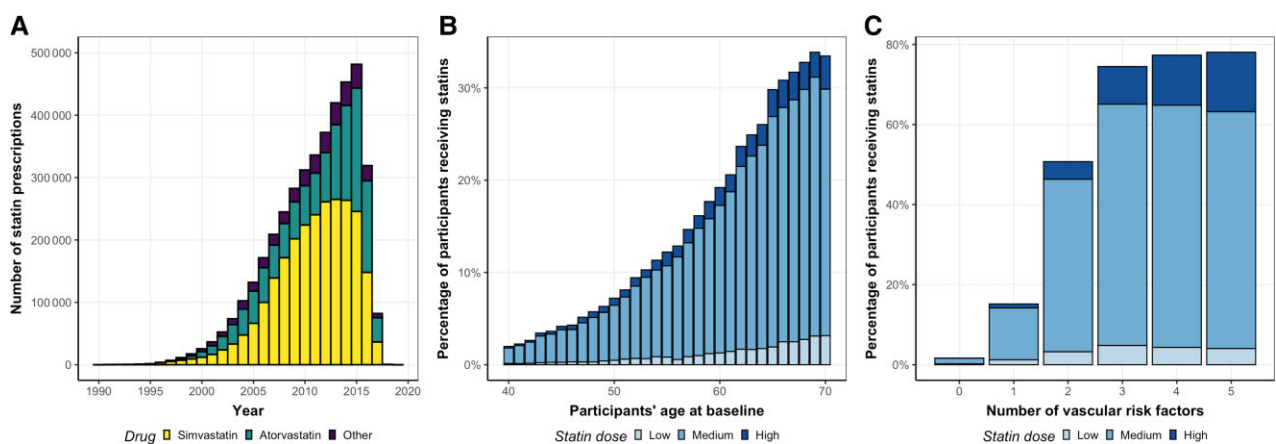 A
Number of statin prescriptions
500 000
400 000
300 000
200 000
100 000
0
1990 1995 2000 2005 2010 2015 2020
Year
Drug Simvastatin Atorvastatin Other
B
Percentage of participants receiving statins
30%
20%
10%
0%
40 50 60 70
Participants' age at baseline
Statin dose Low Medium High
C
Percentage of participants receiving statins
80%
60%
40%
20%
0%
0 1 2 3 4 5
Number of vascular risk factors
Statin dose Low Medium High